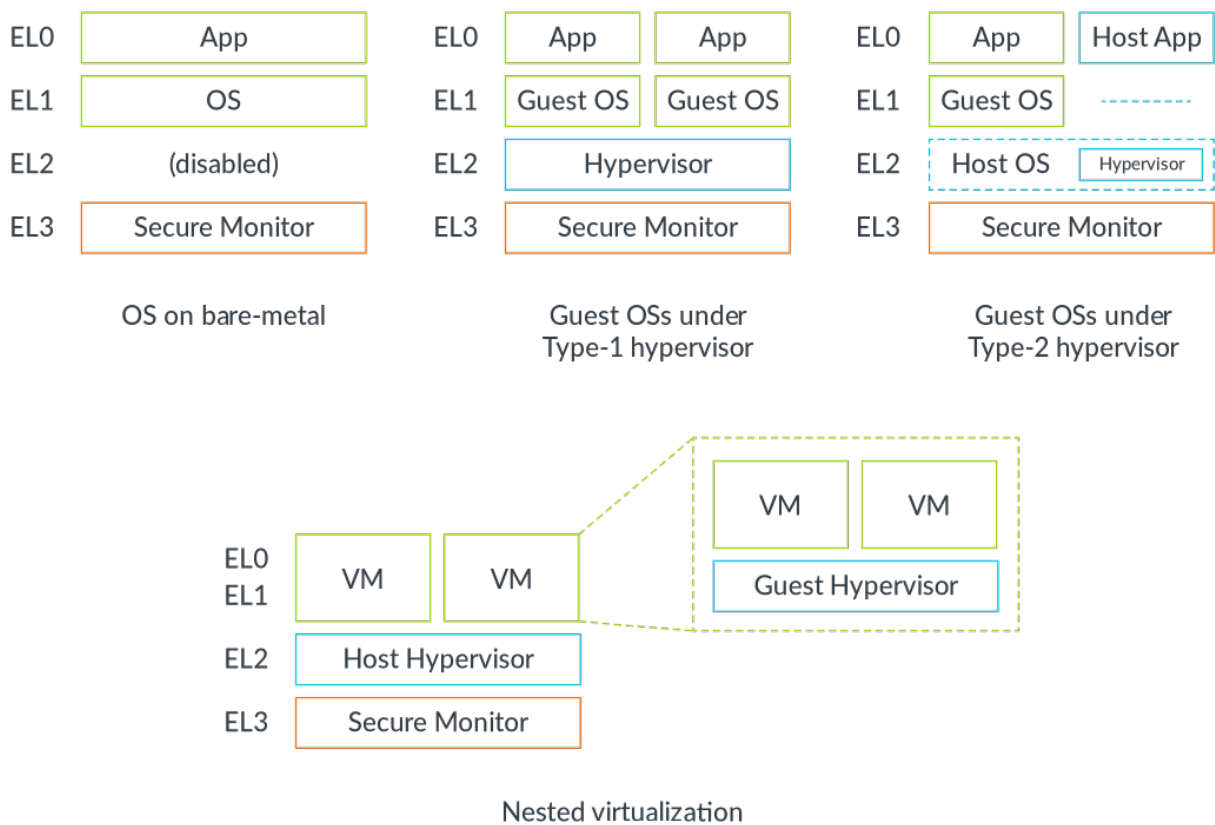 EL0 App EL0 App App EL0 App Host App
EL1 OS EL1 Guest OS Guest OS EL1 Guest OS
EL2 (disabled) EL2 Hypervisor EL2 Host OS Hypervisor
EL3 Secure Monitor EL3 Secure Monitor EL3 Secure Monitor
OS on bare-metal Guest OSs under Guest OSs under
Type-1 hypervisor Type-2 hypervisor
VM VM
EL0
VM VM
EL1
Guest Hypervisor
EL2 Host Hypervisor
EL3 Secure Monitor
Nested virtualization